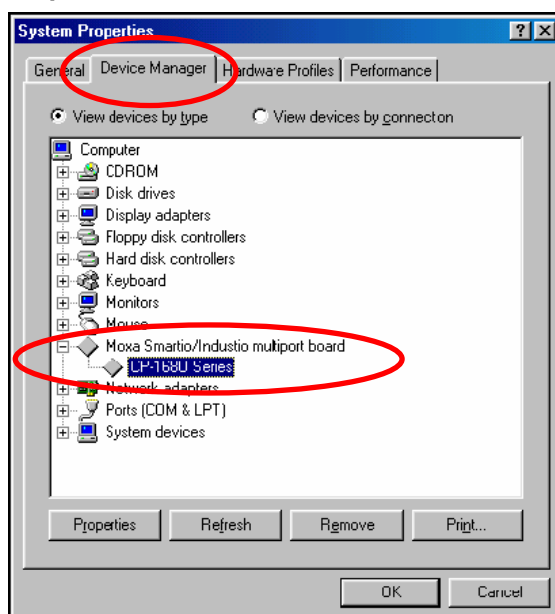 System Properties
General Device Manager Hardware Profiles Performance
View devices by type View devices by connecton
Computer
CDROM
Disk drives
Display adapters
Floppy disk controllers
Hard disk controllers
Keyboard
Monitors
Mouse
Moxa Smartio/Industio multiport board
CP-168U Series
Network adapters
Ports (COM & LPT)
System devices
Properties Refresh Remove Print...
OK Cancel